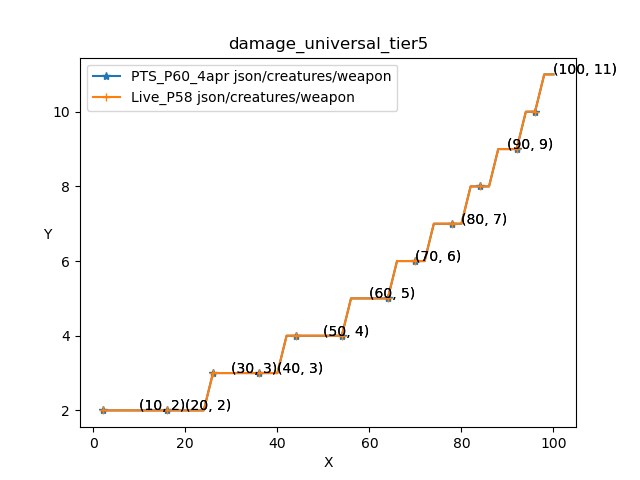 damage_universal_tier5
PTS_P60_4apr json/creatures/weapon
Live_P58 json/creatures/weapon
(100, 11)
10
(90, 9)
8
(80, 7)
Y
(70, 6)
6
(60, 5)
(50, 4)
4
(30, 3)(40, 3)
(10, 2)(20, 2)
2
0 20 40 60 80 100
X